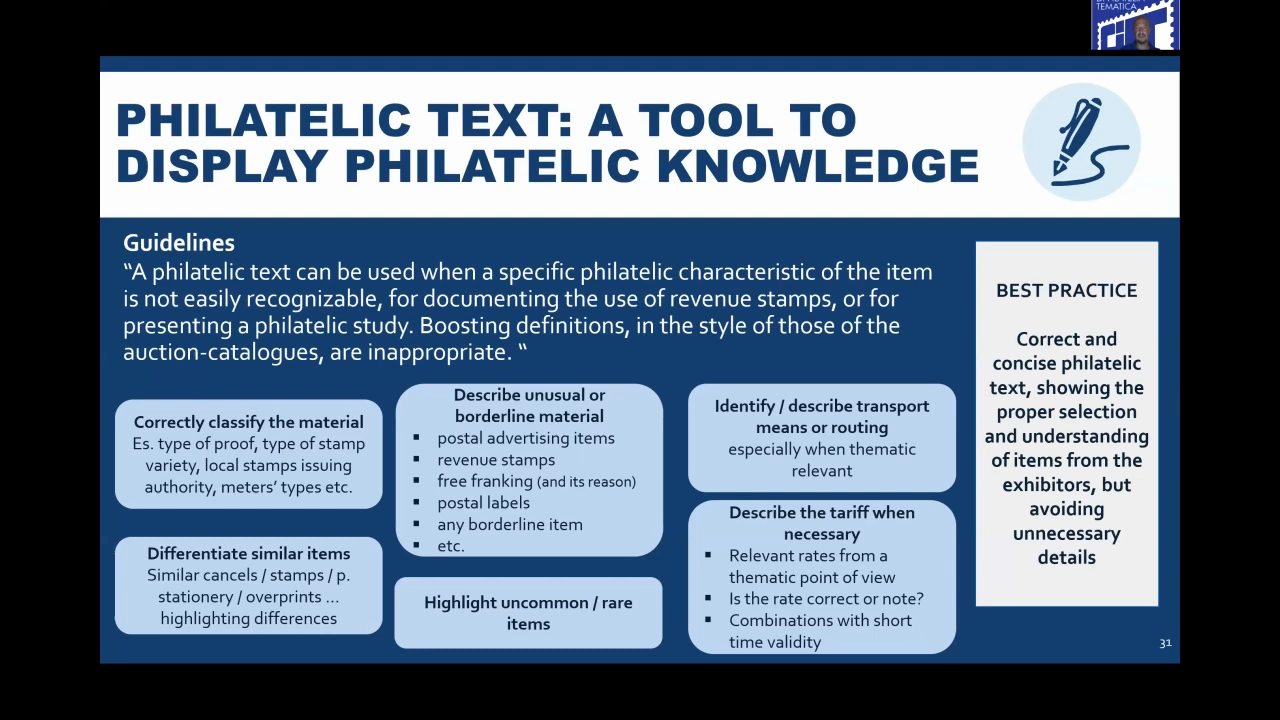 TEMATICA
PHILATELIC TEXT: A TOOL TO
DISPLAY PHILATELIC KNOWLEDGE
Guidelines
“A philatelic text can be used when a specific philatelic characteristic of the item
is not easily recognizable, for documenting the use of revenue stamps, or for
presenting a philatelic study. Boosting definitions, in the style of those of the
auction-catalogues, are inappropriate. “
Correctly classify the material
Es. type of proof, type of stamp
variety, local stamps issuing
authority, meters’ types etc.
Differentiate similar items
Similar cancels / stamps / p.
stationery / overprints ...
highlighting differences
Describe unusual or
borderline material
▪ postal advertising items
▪ revenue stamps
▪ free franking (and its reason)
▪ postal labels
▪ any borderline item
▪ etc.
Highlight uncommon / rare
items
Identify / describe transport
means or routing
especially when thematic
relevant
Describe the tariff when
necessary
▪ Relevant rates from a
thematic point of view
▪ Is the rate correct or note?
▪ Combinations with short
time validity
BEST PRACTICE
Correct and
concise philatelic
text, showing the
proper selection
and understanding
of items from the
exhibitors, but
avoiding
unnecessary
details
31